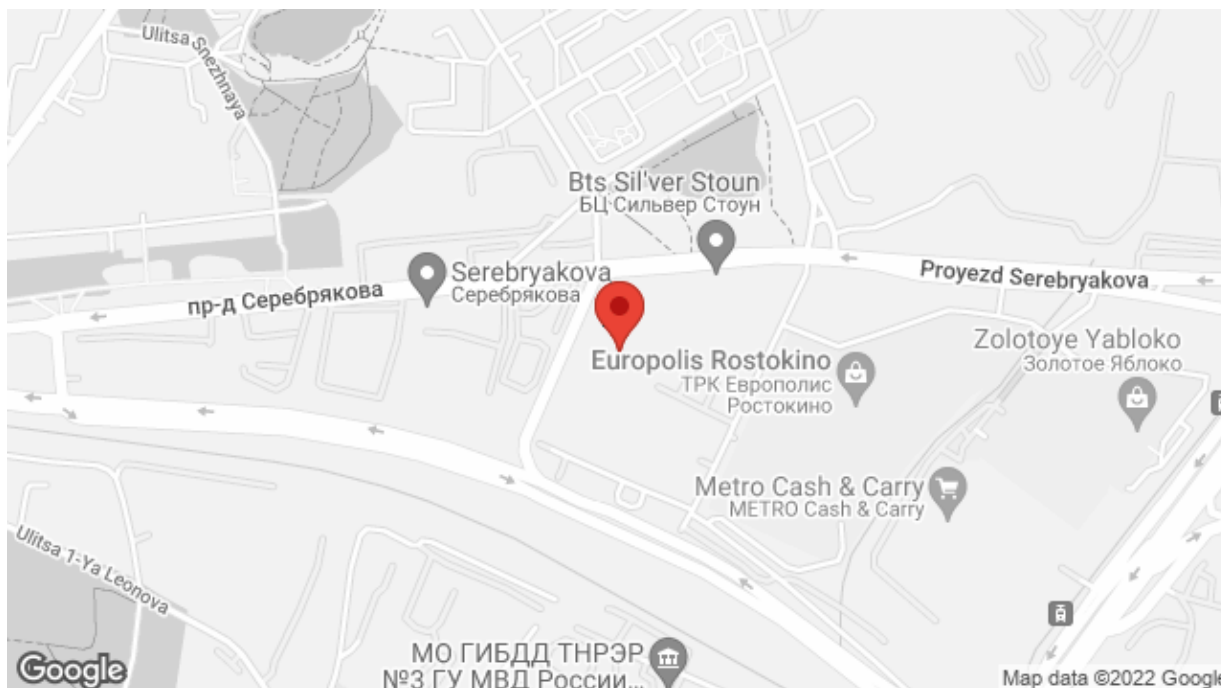 Ulitsa Snezhnaya
Bts Sil'ver Stoun
БЦ Сильвер Стоун
Serebryakova
Серебрякова
пр-д Серебрякова
Proyezd Serebryakova
Zolotoye Yabloko
Золотое Яблоко
Europolis Rostokino
ТРК Европолис
Ростокино
Metro Cash & Carry
METRO Cash & Carry
Ulitsa 1-Ya Leonova
МО ГИБДД ТНРЭР
№3 ГУ МВД России...
Google
Map data ©2022 Google